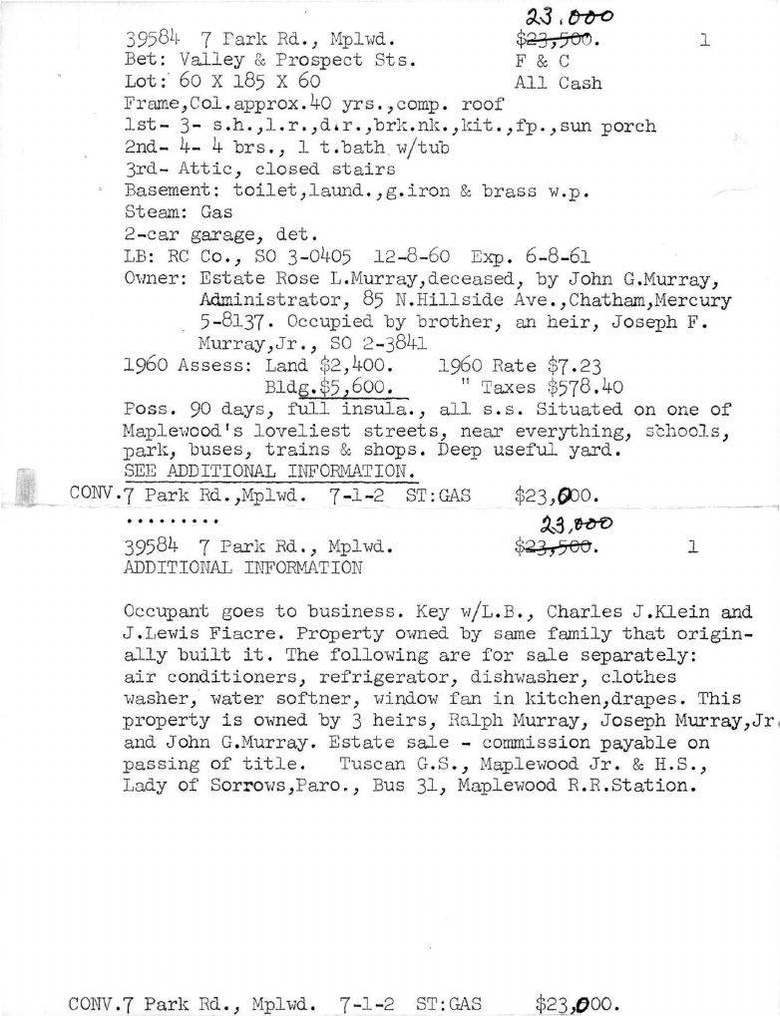 23,000
39584 7 Park Rd., Mplwd. $23,500. 1
Bet: Valley & Prospect Sts. F & C
Lot: 60 X 185 X 60 All Cash
Frame,Col.approx.40 yrs.,comp. roof
1st- 3- s.h.,l.r.,d.r.,brk.nk.,kit.,fp.,sun porch
2nd- 4- 4 brs., 1 t.bath w/tub
3rd- Attic, closed stairs
Basement: toilet,laund.,g.iron & brass w.p.
Steam: Gas
2-car garage, det.
LB: RC Co., SO 3-0405 12-8-60 Exp. 6-8-61
Owner: Estate Rose L.Murray,deceased, by John G.Murray,
Administrator, 85 N.Hillside Ave.,Chatham,Mercury
5-8137. Occupied by brother, an heir, Joseph F.
Murray,Jr., SO 2-3841
1960 Assess: Land $2,400. 1960 Rate $7.23
Bldg.$5,600. " Taxes $578.40
Poss. 90 days, full insula., all s.s. Situated on one of
Maplewood's loveliest streets, near everything, schools,
park, buses, trains & shops. Deep useful yard.
SEE ADDITIONAL INFORMATION.
CONV.7 Park Rd.,Mplwd. 7-1-2 ST:GAS $23,000.
.........
23,000
39584 7 Park Rd., Mplwd. $23,500. 1
ADDITIONAL INFORMATION
Occupant goes to business. Key w/L.B., Charles J.Klein and
J.Lewis Fiacre. Property owned by same family that origin-
ally built it. The following are for sale separately:
air conditioners, refrigerator, dishwasher, clothes
washer, water softner, window fan in kitchen,drapes. This
property is owned by 3 heirs, Ralph Murray, Joseph Murray,Jr.
and John G.Murray. Estate sale - commission payable on
passing of title. Tuscan G.S., Maplewood Jr. & H.S.,
Lady of Sorrows,Paro., Bus 31, Maplewood R.R.Station.
CONV.7 Park Rd., Mplwd. 7-1-2 ST:GAS $23,000.